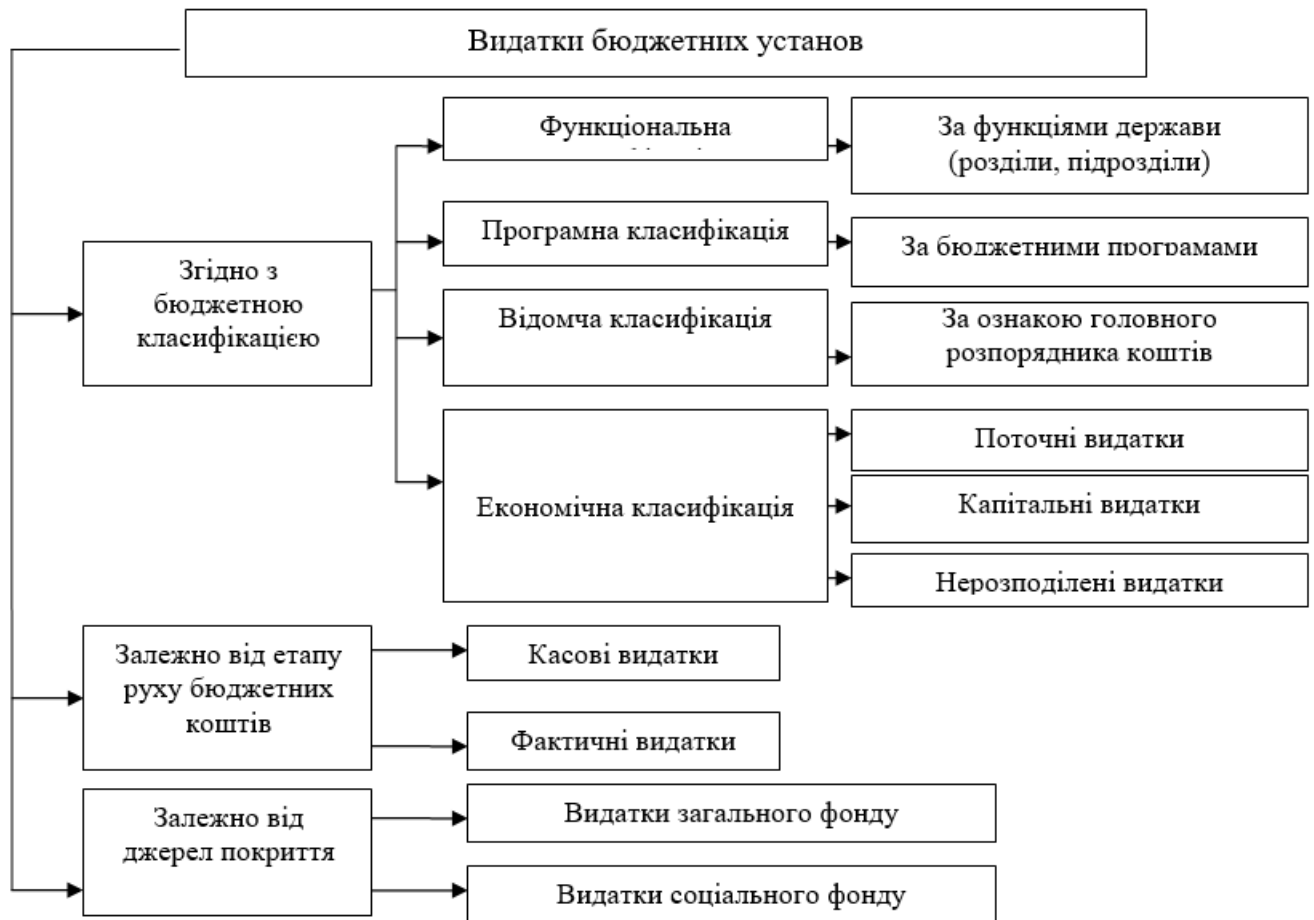 Видатки бюджетних установ
Функціональна
За функціями держави
(розділи, підрозділи)
Згідно з
бюджетною
класифікацією
Програмна класифікація
За бюджетними програмами
Відомча класифікація
За ознакою головного
розпорядника коштів
Економічна класифікація
Поточні видатки
Капітальні видатки
Нерозподілені видатки
Залежно від етапу
руху бюджетних
коштів
Касові видатки
Фактичні видатки
Залежно від
джерел покриття
Видатки загального фонду
Видатки соціального фонду